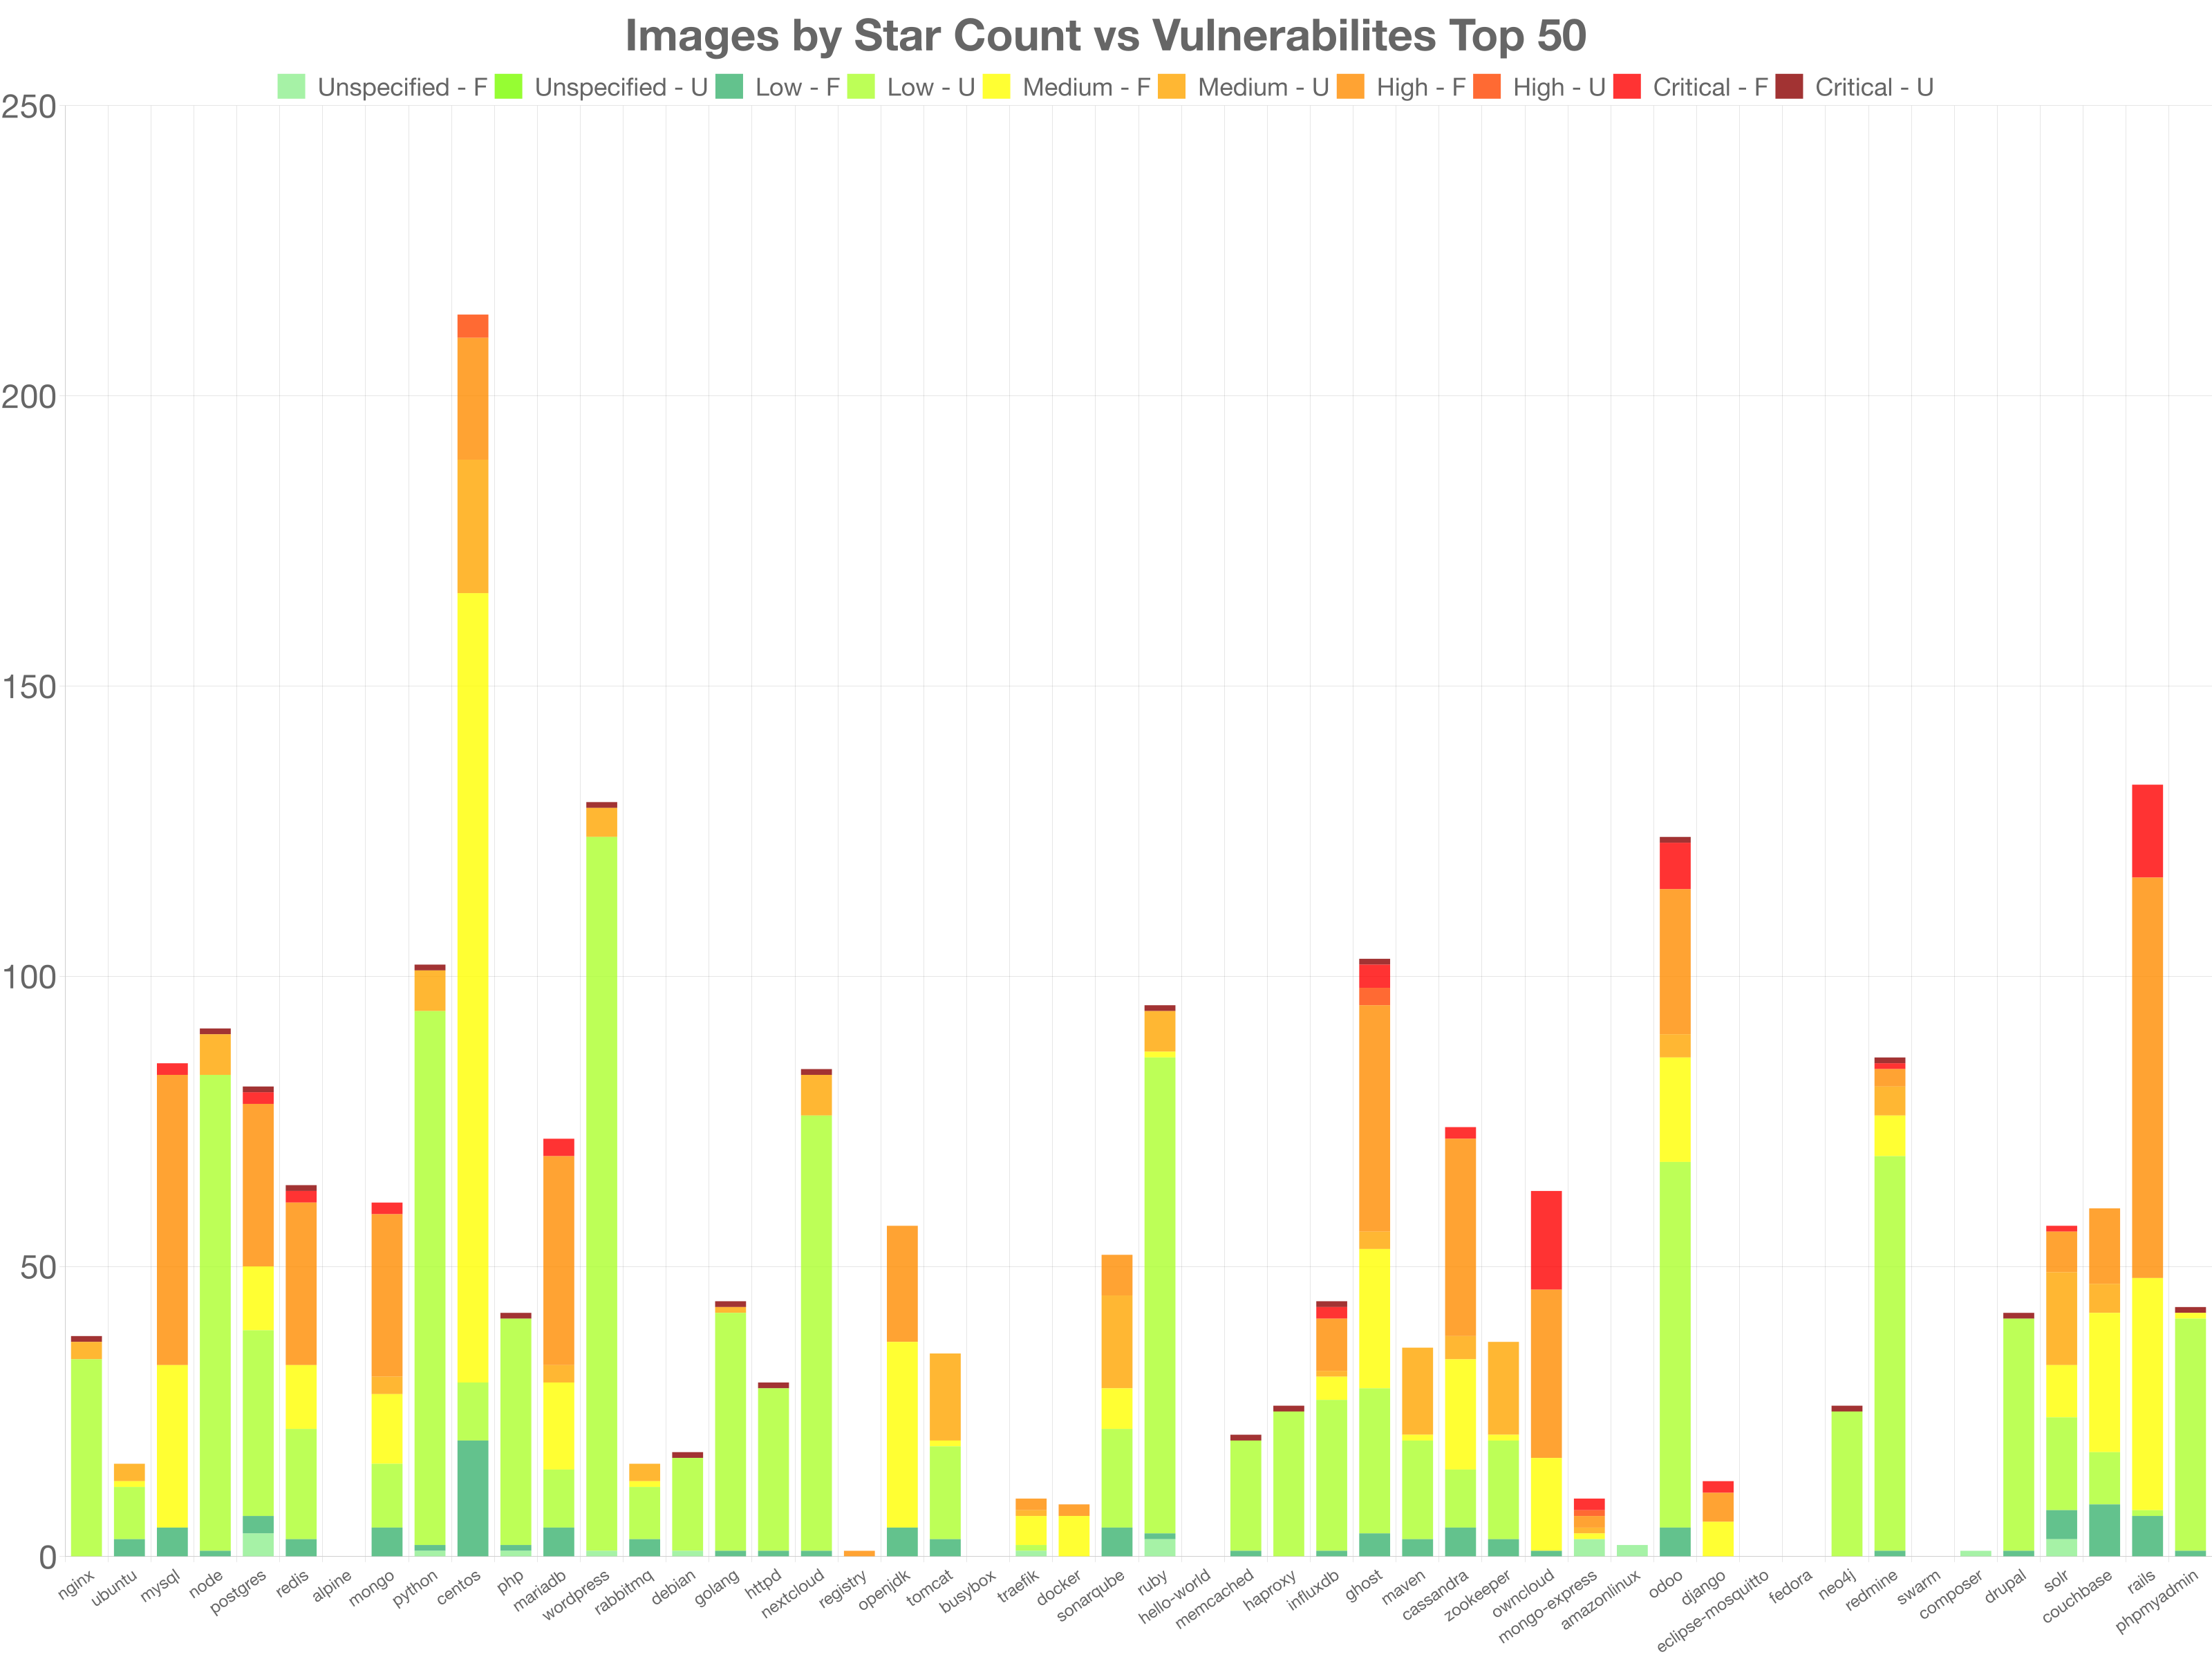 Images by Star Count vs Vulnerabilites Top 50
Unspecified - F Unspecified - U Low - F Low - U Medium - F Medium - U High - F High - U Critical - F Critical - U
250
200
150
100
50
0
nginx ubuntu mysql node postgres redis alpine mongo python centos php mariadb wordpress rabbitmq debian golang httpd nextcloud registry openjdk tomcat busybox traefik docker sonarqube ruby hello-world memcached haproxy influxdb ghost maven cassandra zookeeper owncloud mongo-express amazonlinux odoo django eclipse-mosquitto fedora neo4j redmine swarm composer drupal solr couchbase rails phpmyadmin